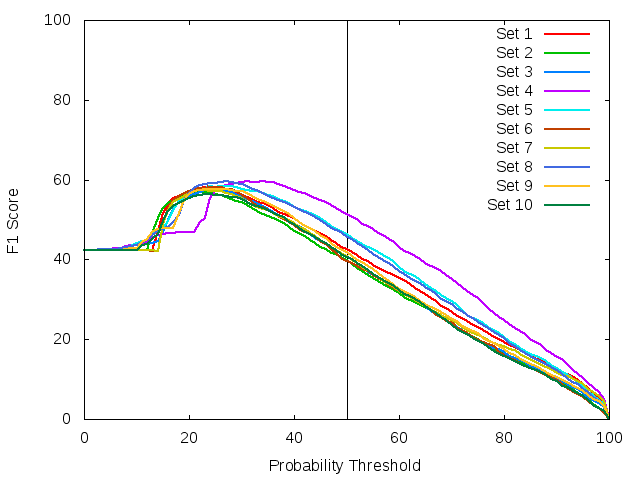 100
80
60
40
20
0
F1 Score
Set 1
Set 2
Set 3
Set 4
Set 5
Set 6
Set 7
Set 8
Set 9
Set 10
0 20 40 60 80 100
Probability Threshold